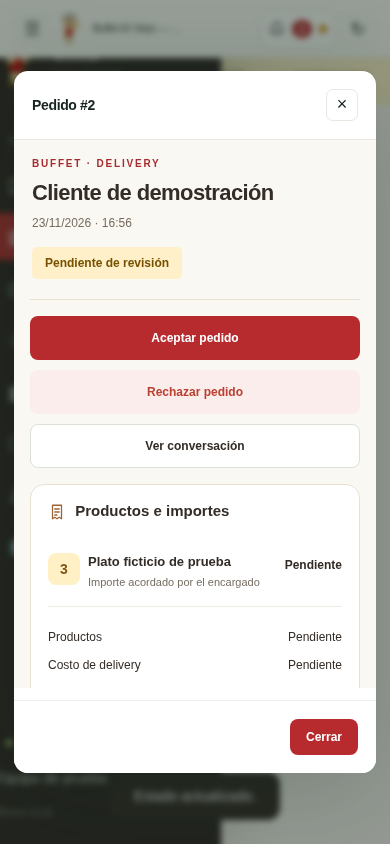 Pedido #2
×
BUFFET · DELIVERY
Cliente de demostración
23/11/2026 · 16:56
Pendiente de revisión
Aceptar pedido
Rechazar pedido
Ver conversación
Productos e importes
3 Plato ficticio de prueba Pendiente
Importe acordado por el encargado
Productos Pendiente
Costo de delivery Pendiente
Cerrar
Estado actualizado.